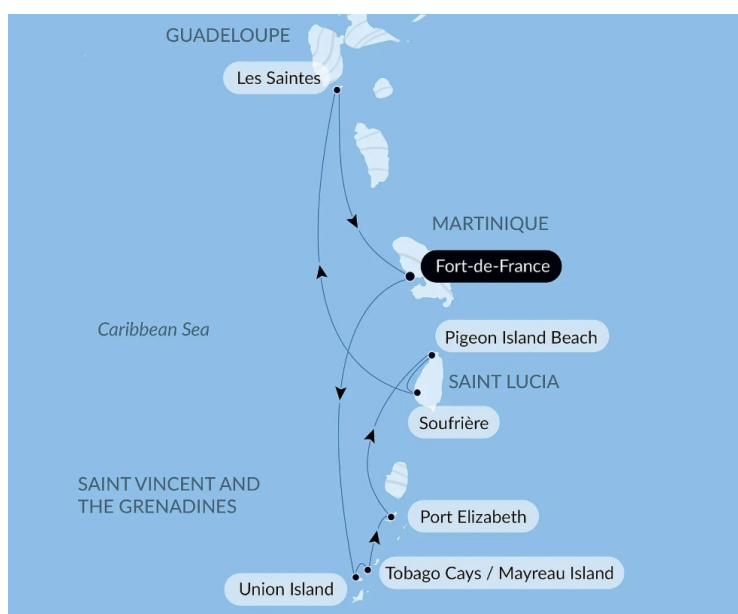 GUADELOUPE
Les Saintes
MARTINIQUE
Fort-de-France
Caribbean Sea
Pigeon Island Beach
SAINT LUCIA
Soufrière
SAINT VINCENT AND
THE GRENADINES
Port Elizabeth
Tobago Cays / Mayreau Island
Union Island